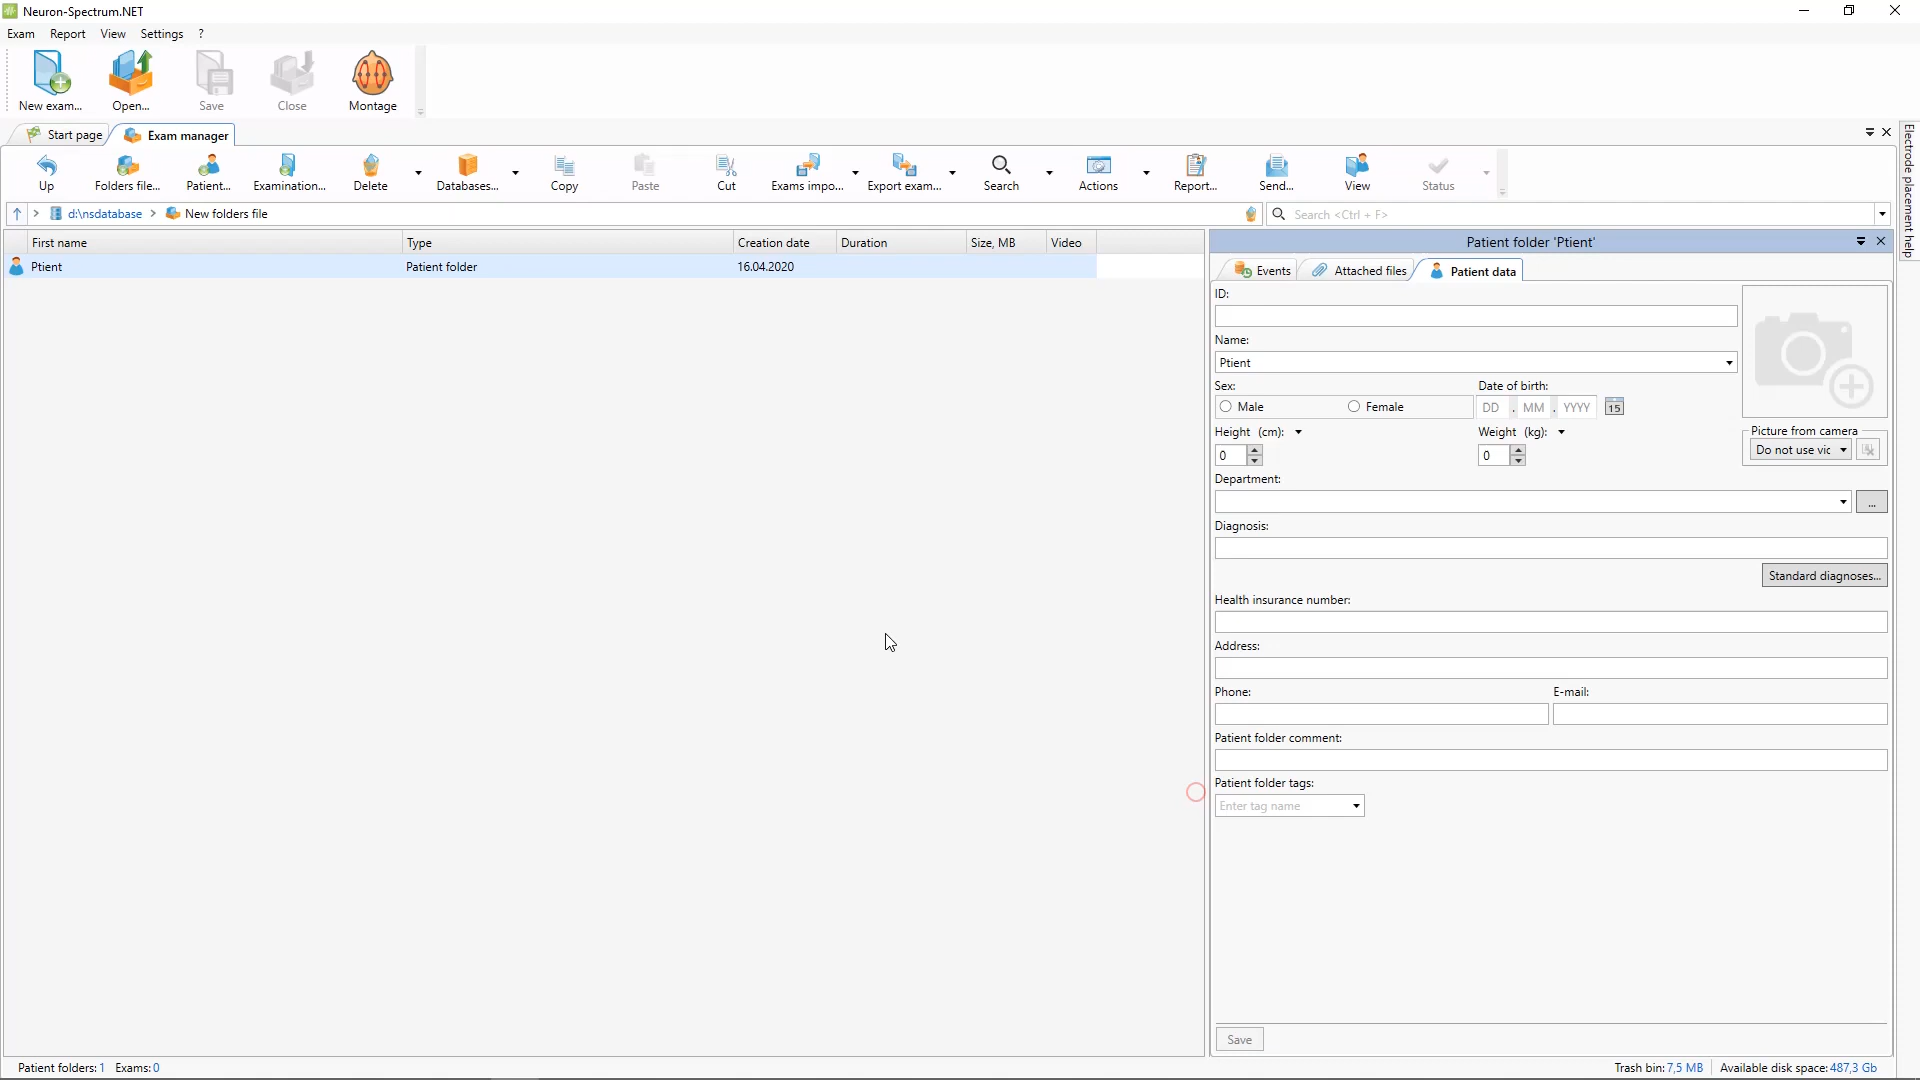 Neuron-Spectrum.NET
Exam Report View Settings ?
New exam... Open... Save Close Montage
Start page Exam manager
Up Folders file... Patient... Examination... Delete Databases... Copy Paste Cut Exams impo... Export exam... Search Actions Report... Send... View Status
d:\nsdatabase New folders file Search <Ctrl + F>
First name Type Creation date Duration Size, MB Video
Ptient Patient folder 16.04.2020
Patient folder 'Ptient'
Events Attached files Patient data
ID:
Name:
Ptient
Sex: Date of birth:
Male Female DD . MM . YYYY 15
Height (cm): Weight (kg):
0 0
Picture from camera
Do not use vic
Department:
...
Diagnosis:
Standard diagnoses...
Health insurance number:
Address:
Phone: E-mail:
Patient folder comment:
Patient folder tags:
Enter tag name
Save
Electrode placement help
Patient folders: 1 Exams: 0 Trash bin: 7,5 MB Available disk space: 487,3 Gb